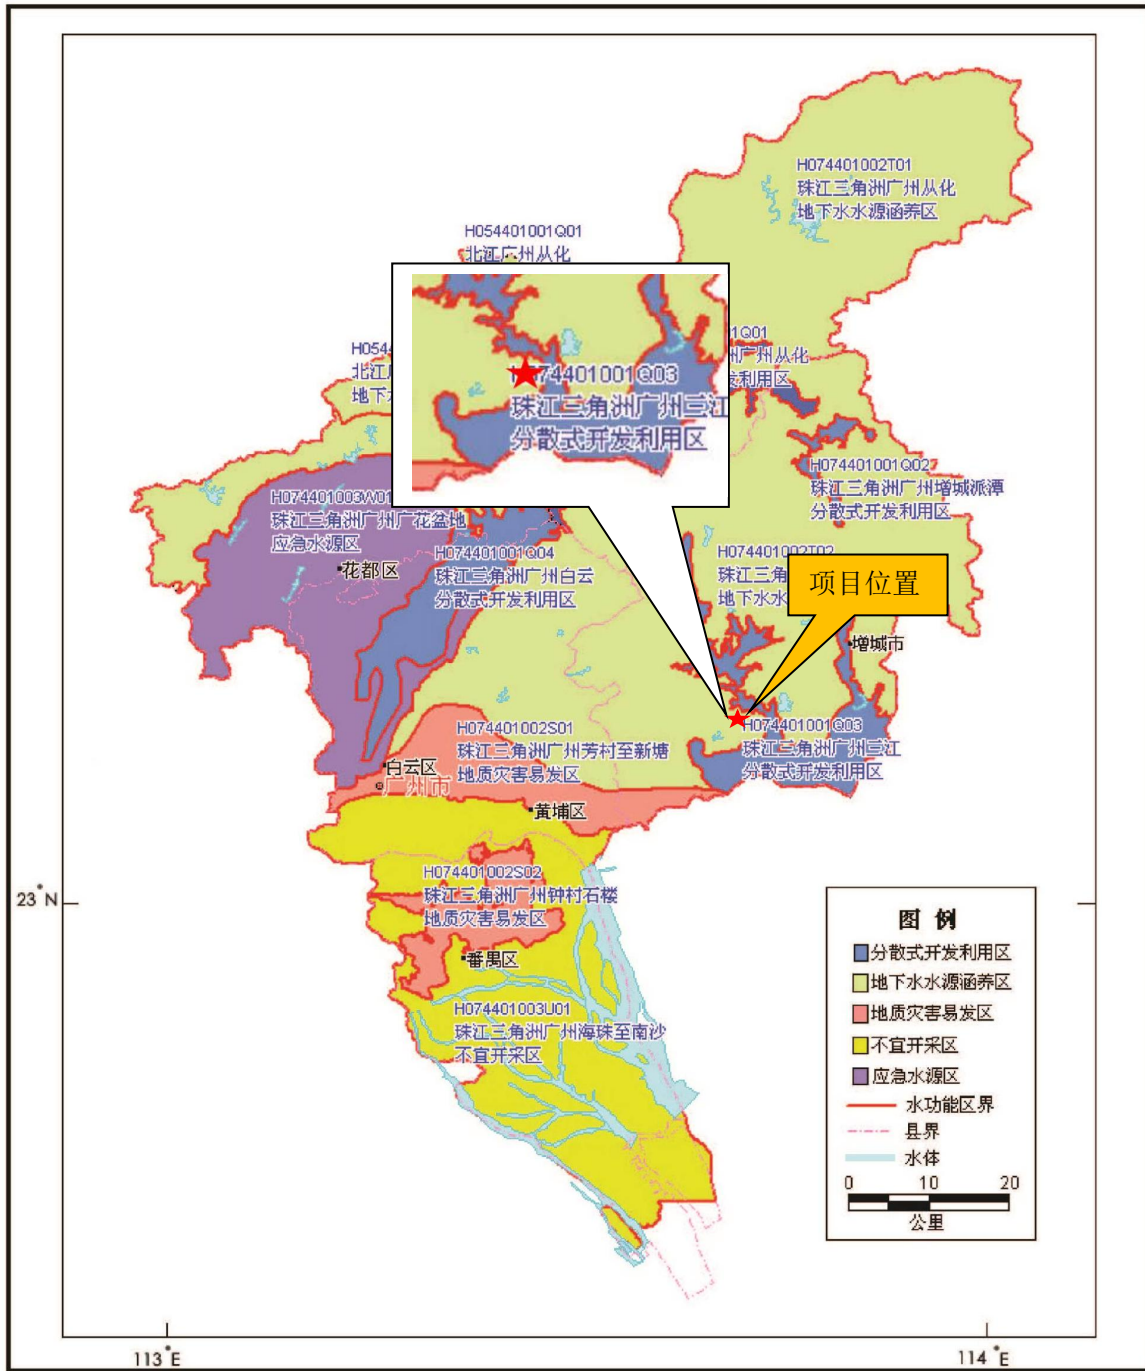 H074401002T01
珠江三角洲广州从化
地下水水源涵养区
H054401001Q01
北江广州从化
H054
北江
地下水
1Q01
州广州从化
发利用区
H074401001Q03
珠江三角洲广州三江
分散式开发利用区
H074401001Q02
珠江三角洲广州增城派潭
分散式开发利用区
H074401003W01
珠江三角洲广州广花盆地
应急水源区
花都区
H074401001Q04
珠江三角洲广州白云
分散式开发利用区
H074401002T02
珠江三角
地下水水
项目位置
增城市
H074401001Q03
珠江三角洲广州三江
分散式开发利用区
H074401002S01
珠江三角洲广州芳村至新塘
地质灾害易发区
白云区
广州市
黄埔区
H074401002S02
珠江三角洲广州钟村石楼
地质灾害易发区
番禺区
H074401003U01
珠江三角洲广州海珠至南沙
不宜开采区
23°N
图 例
分散式开发利用区
地下水水源涵养区
地质灾害易发区
不宜开采区
应急水源区
水功能区界
县界
水体
0 10 20
公里
113°E
114°E